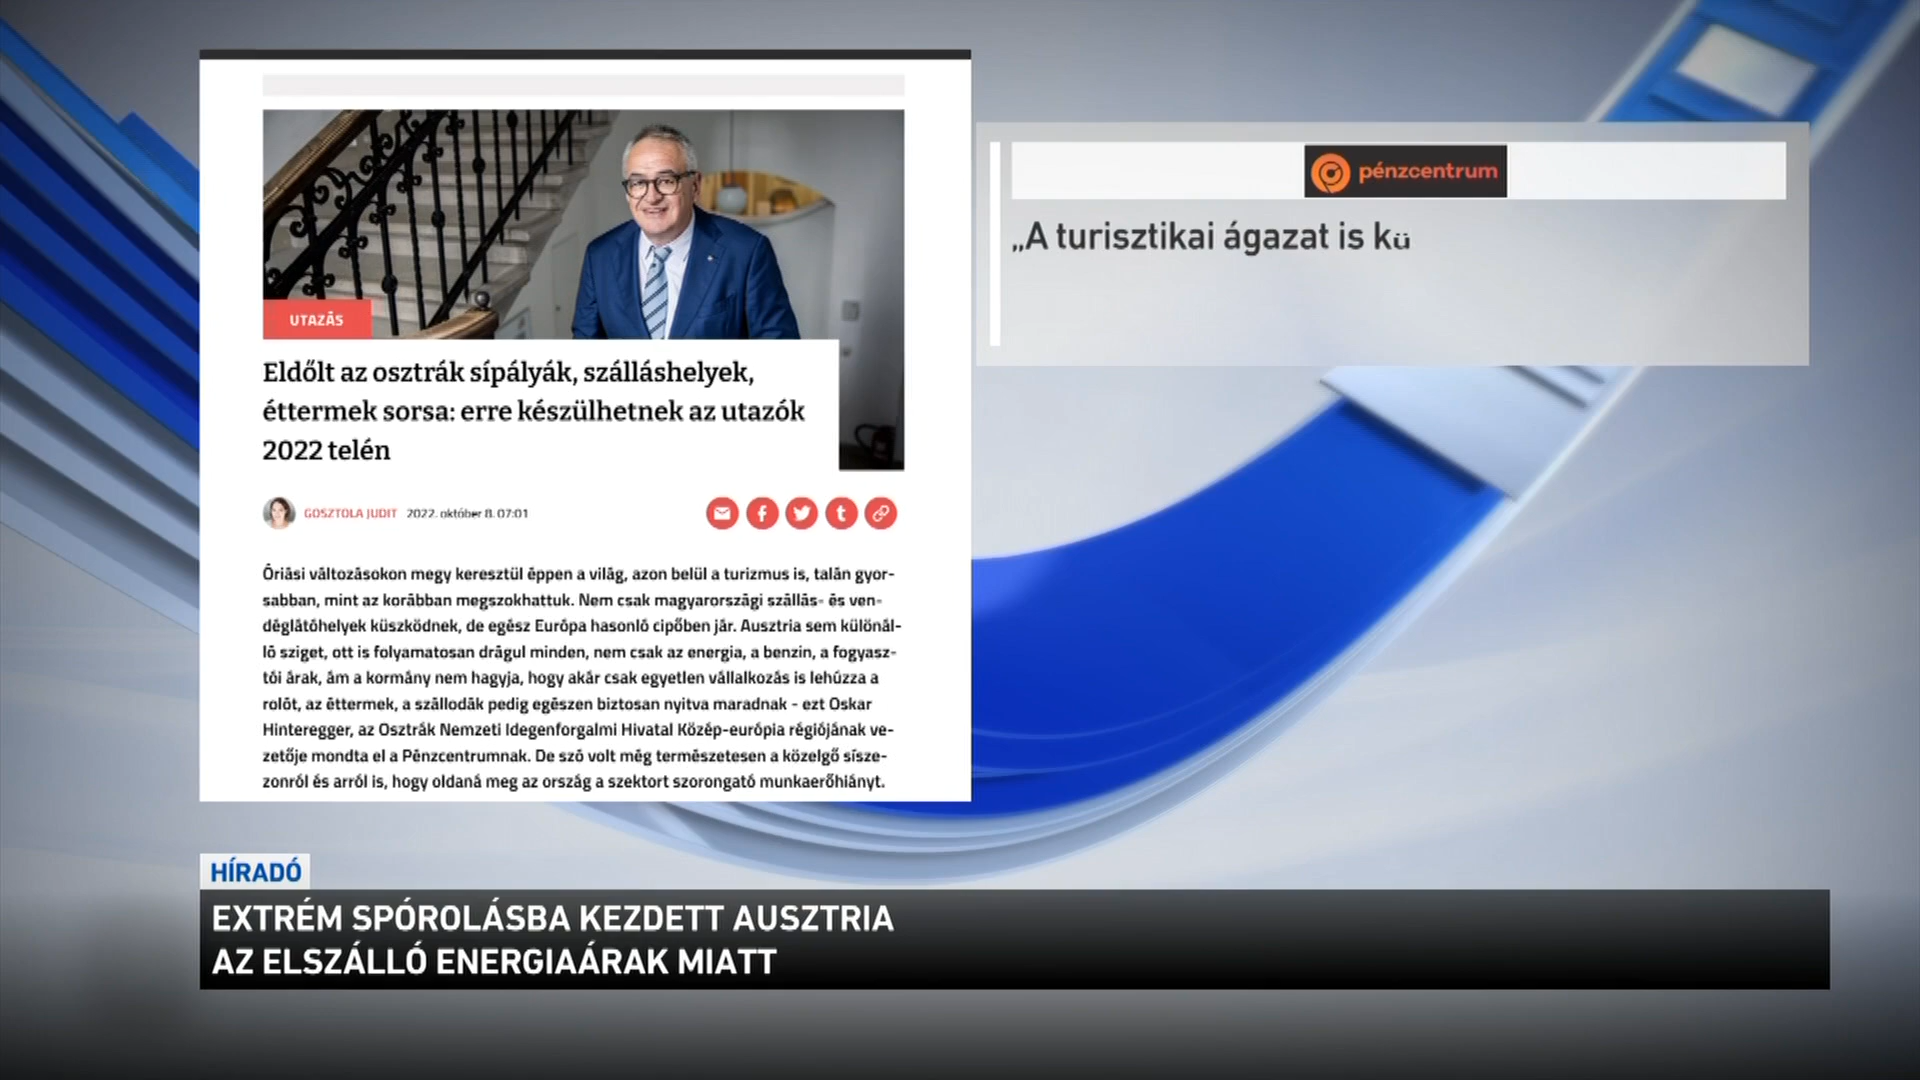 UTAZÁS
Eldőlt az osztrák sípályák, szálláshelyek,
éttermek sorsa: erre készülhetnek az utazók
2022 telén
GOSZTOLA JUDIT 2022. október 8. 07:01
Óriási változásokon megy keresztül éppen a világ, azon belül a turizmus is, talán gyor-
sabban, mint az korábban megszokhattuk. Nem csak magyarországi szállás- és ven-
déglátóhelyek küszködnek, de egész Európa hasonló cipőben jár. Ausztria sem különál-
ló sziget, ott is folyamatosan drágul minden, nem csak az energia, a benzin, a fogyasz-
tói árak, ám a kormány nem hagyja, hogy akár csak egyetlen vállalkozás is lehúzza a
rolót, az éttermek, a szállodák pedig egészen biztosan nyitva maradnak - ezt Oskar
Hinteregger, az Osztrák Nemzeti Idegenforgalmi Hivatal Közép-európia régiójának ve-
zetője mondta el a Pénzcentrumnak. De szó volt még természetesen a közelgő sísze-
zonról és arról is, hogy oldaná meg az ország a szektort szorongató munkaerőhiányt.
pénzcentrum
„A turisztikai ágazat is kü
HÍRADÓ
EXTRÉM SPÓROLÁSBA KEZDETT AUSZTRIA
AZ ELSZÁLLÓ ENERGIAÁRAK MIATT